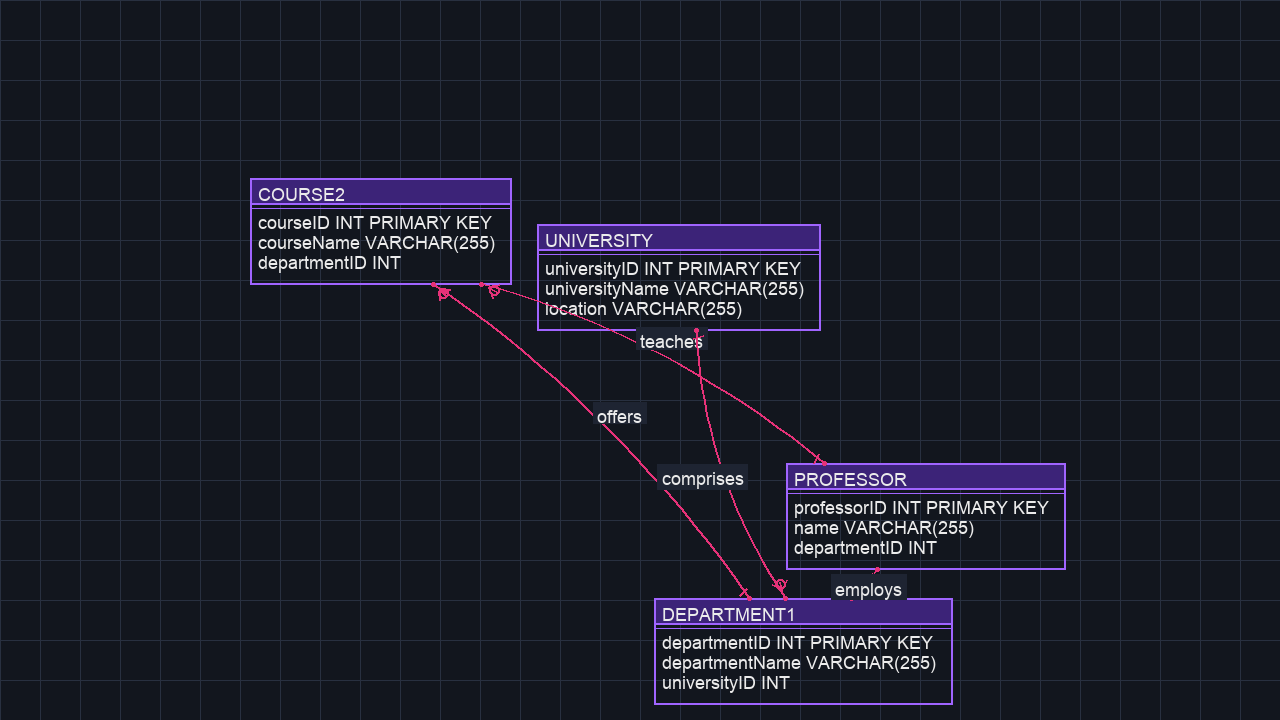 COURSE2
courseID INT PRIMARY KEY
courseName VARCHAR(255)
departmentID INT
UNIVERSITY
universityID INT PRIMARY KEY
universityName VARCHAR(255)
location VARCHAR(255)
teaches
offers
comprises
PROFESSOR
professorID INT PRIMARY KEY
name VARCHAR(255)
departmentID INT
employs
DEPARTMENT1
departmentID INT PRIMARY KEY
departmentName VARCHAR(255)
universityID INT